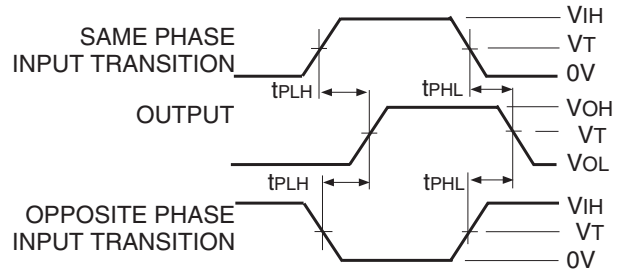 SAME PHASE
INPUT TRANSITION
VIH
VT
0V
tPLH
tPHL
OUTPUT
VOH
VT
VOL
tPLH
tPHL
OPPOSITE PHASE
INPUT TRANSITION
VIH
VT
0V